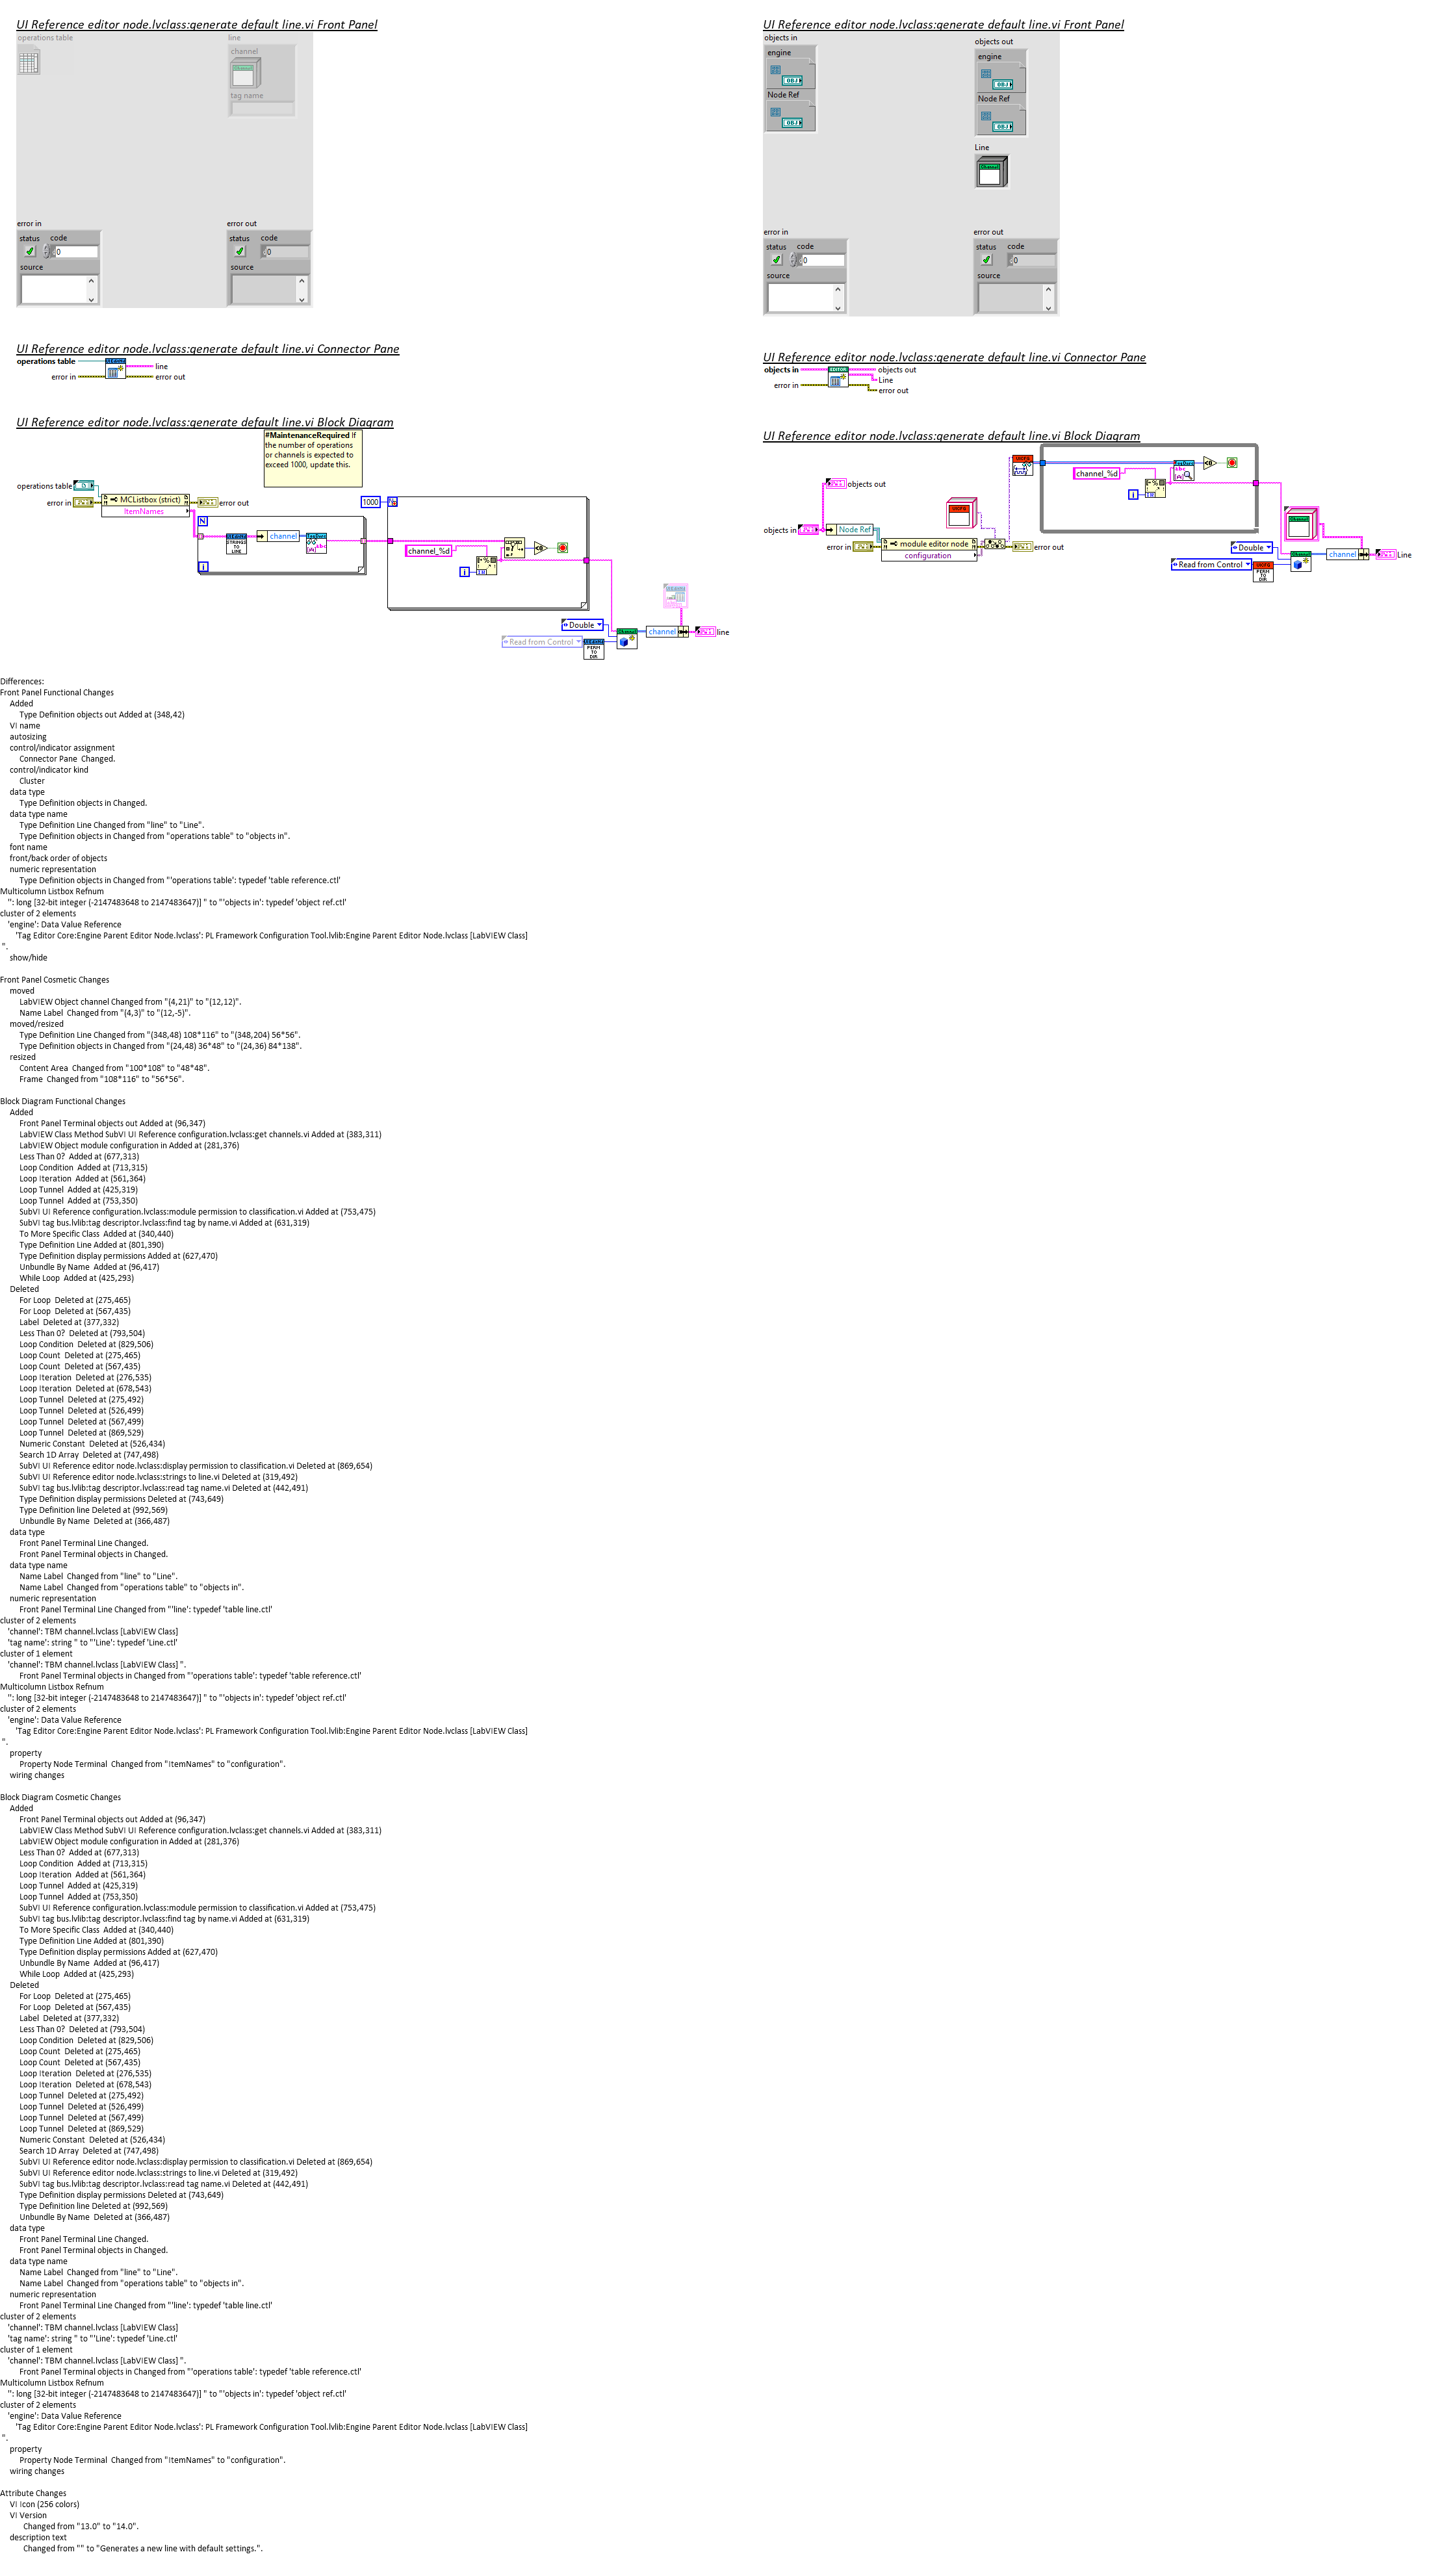 UI Reference editor node.lvclass:generate default line.vi Front Panel
operations table
line
channel
tag name
error in
error out
status
code
0
source
status
code
0
source
UI Reference editor node.lvclass:generate default line.vi Front Panel
objects in
engine
OBJ
Node Ref
OBJ
objects out
engine
OBJ
Node Ref
OBJ
Line
error in
error out
status
code
0
source
status
code
0
source
UI Reference editor node.lvclass:generate default line.vi Connector Pane
operations table
line
error in
error out
UI Reference editor node.lvclass:generate default line.vi Connector Pane
objects in
EDITOR
objects out
Line
error in
error out
UI Reference editor node.lvclass:generate default line.vi Block Diagram
#MaintenanceRequired If
the number of operations
or channels is expected to
exceed 1000, update this.
operations table
error in
MCListbox (strict)
ItemNames
error out
1000
N
STRINGS
TO
LINE
channel
i
channel_%d
i
Double
Read from Control
PERM
TO
DIR
channel
line
UI Reference editor node.lvclass:generate default line.vi Block Diagram
objects out
objects in
Node Ref
error in
module editor node
configuration
error out
channel_%d
i
Double
Read from Control
PERM
TO
DIR
channel
Line
Differences:
Front Panel Functional Changes
Added
Type Definition objects out Added at (348,42)
VI name
autosizing
control/indicator assignment
Connector Pane  Changed.
control/indicator kind
Cluster
data type
Type Definition objects in Changed.
data type name
Type Definition Line Changed from "line" to "Line".
Type Definition objects in Changed from "operations table" to "objects in".
font name
front/back order of objects
numeric representation
Type Definition objects in Changed from "'operations table': typedef 'table reference.ctl'
Multicolumn Listbox Refnum
'': long [32-bit integer (-2147483648 to 2147483647)] " to "'objects in': typedef 'object ref.ctl'
cluster of 2 elements
'engine': Data Value Reference
'Tag Editor Core:Engine Parent Editor Node.lvclass': PL Framework Configuration Tool.lvlib:Engine Parent Editor Node.lvclass [LabVIEW Class]
".
show/hide
Front Panel Cosmetic Changes
moved
LabVIEW Object channel Changed from "(4,21)" to "(12,12)".
Name Label  Changed from "(4,3)" to "(12,-5)".
moved/resized
Type Definition Line Changed from "(348,48) 108*116" to "(348,204) 56*56".
Type Definition objects in Changed from "(24,48) 36*48" to "(24,36) 84*138".
resized
Content Area  Changed from "100*108" to "48*48".
Frame  Changed from "108*116" to "56*56".
Block Diagram Functional Changes
Added
Front Panel Terminal objects out Added at (96,347)
LabVIEW Class Method SubVI UI Reference configuration.lvclass:get channels.vi Added at (383,311)
LabVIEW Object module configuration in Added at (281,376)
Less Than 0?  Added at (677,313)
Loop Condition  Added at (713,315)
Loop Iteration  Added at (561,364)
Loop Tunnel  Added at (425,319)
Loop Tunnel  Added at (753,350)
SubVI UI Reference configuration.lvclass:module permission to classification.vi Added at (753,475)
SubVI tag bus.lvlib:tag descriptor.lvclass:find tag by name.vi Added at (631,319)
To More Specific Class  Added at (340,440)
Type Definition Line Added at (801,390)
Type Definition display permissions Added at (627,470)
Unbundle By Name  Added at (96,417)
While Loop  Added at (425,293)
Deleted
For Loop  Deleted at (275,465)
For Loop  Deleted at (567,435)
Label  Deleted at (377,332)
Less Than 0?  Deleted at (793,504)
Loop Condition  Deleted at (829,506)
Loop Count  Deleted at (275,465)
Loop Count  Deleted at (567,435)
Loop Iteration  Deleted at (276,535)
Loop Iteration  Deleted at (678,543)
Loop Tunnel  Deleted at (275,492)
Loop Tunnel  Deleted at (526,499)
Loop Tunnel  Deleted at (567,499)
Loop Tunnel  Deleted at (869,529)
Numeric Constant  Deleted at (526,434)
Search 1D Array  Deleted at (747,498)
SubVI UI Reference editor node.lvclass:display permission to classification.vi Deleted at (869,654)
SubVI UI Reference editor node.lvclass:strings to line.vi Deleted at (319,492)
SubVI tag bus.lvlib:tag descriptor.lvclass:read tag name.vi Deleted at (442,491)
Type Definition display permissions Deleted at (743,649)
Type Definition line Deleted at (992,569)
Unbundle By Name  Deleted at (366,487)
data type
Front Panel Terminal Line Changed.
Front Panel Terminal objects in Changed.
data type name
Name Label  Changed from "line" to "Line".
Name Label  Changed from "operations table" to "objects in".
numeric representation
Front Panel Terminal Line Changed from "'line': typedef 'table line.ctl'
cluster of 2 elements
'channel': TBM channel.lvclass [LabVIEW Class]
'tag name': string " to "'Line': typedef 'Line.ctl'
cluster of 1 element
'channel': TBM channel.lvclass [LabVIEW Class] ".
Front Panel Terminal objects in Changed from "'operations table': typedef 'table reference.ctl'
Multicolumn Listbox Refnum
'': long [32-bit integer (-2147483648 to 2147483647)] " to "'objects in': typedef 'object ref.ctl'
cluster of 2 elements
'engine': Data Value Reference
'Tag Editor Core:Engine Parent Editor Node.lvclass': PL Framework Configuration Tool.lvlib:Engine Parent Editor Node.lvclass [LabVIEW Class]
".
property
Property Node Terminal  Changed from "ItemNames" to "configuration".
wiring changes
Block Diagram Cosmetic Changes
Added
Front Panel Terminal objects out Added at (96,347)
LabVIEW Class Method SubVI UI Reference configuration.lvclass:get channels.vi Added at (383,311)
LabVIEW Object module configuration in Added at (281,376)
Less Than 0?  Added at (677,313)
Loop Condition  Added at (713,315)
Loop Iteration  Added at (561,364)
Loop Tunnel  Added at (425,319)
Loop Tunnel  Added at (753,350)
SubVI UI Reference configuration.lvclass:module permission to classification.vi Added at (753,475)
SubVI tag bus.lvlib:tag descriptor.lvclass:find tag by name.vi Added at (631,319)
To More Specific Class  Added at (340,440)
Type Definition Line Added at (801,390)
Type Definition display permissions Added at (627,470)
Unbundle By Name  Added at (96,417)
While Loop  Added at (425,293)
Deleted
For Loop  Deleted at (275,465)
For Loop  Deleted at (567,435)
Label  Deleted at (377,332)
Less Than 0?  Deleted at (793,504)
Loop Condition  Deleted at (829,506)
Loop Count  Deleted at (275,465)
Loop Count  Deleted at (567,435)
Loop Iteration  Deleted at (276,535)
Loop Iteration  Deleted at (678,543)
Loop Tunnel  Deleted at (275,492)
Loop Tunnel  Deleted at (526,499)
Loop Tunnel  Deleted at (567,499)
Loop Tunnel  Deleted at (869,529)
Numeric Constant  Deleted at (526,434)
Search 1D Array  Deleted at (747,498)
SubVI UI Reference editor node.lvclass:display permission to classification.vi Deleted at (869,654)
SubVI UI Reference editor node.lvclass:strings to line.vi Deleted at (319,492)
SubVI tag bus.lvlib:tag descriptor.lvclass:read tag name.vi Deleted at (442,491)
Type Definition display permissions Deleted at (743,649)
Type Definition line Deleted at (992,569)
Unbundle By Name  Deleted at (366,487)
data type
Front Panel Terminal Line Changed.
Front Panel Terminal objects in Changed.
data type name
Name Label  Changed from "line" to "Line".
Name Label  Changed from "operations table" to "objects in".
numeric representation
Front Panel Terminal Line Changed from "'line': typedef 'table line.ctl'
cluster of 2 elements
'channel': TBM channel.lvclass [LabVIEW Class]
'tag name': string " to "'Line': typedef 'Line.ctl'
cluster of 1 element
'channel': TBM channel.lvclass [LabVIEW Class] ".
Front Panel Terminal objects in Changed from "'operations table': typedef 'table reference.ctl'
Multicolumn Listbox Refnum
'': long [32-bit integer (-2147483648 to 2147483647)] " to "'objects in': typedef 'object ref.ctl'
cluster of 2 elements
'engine': Data Value Reference
'Tag Editor Core:Engine Parent Editor Node.lvclass': PL Framework Configuration Tool.lvlib:Engine Parent Editor Node.lvclass [LabVIEW Class]
".
property
Property Node Terminal  Changed from "ItemNames" to "configuration".
wiring changes
Attribute Changes
VI Icon (256 colors)
VI Version
Changed from "13.0" to "14.0".
description text
Changed from "" to "Generates a new line with default settings.".